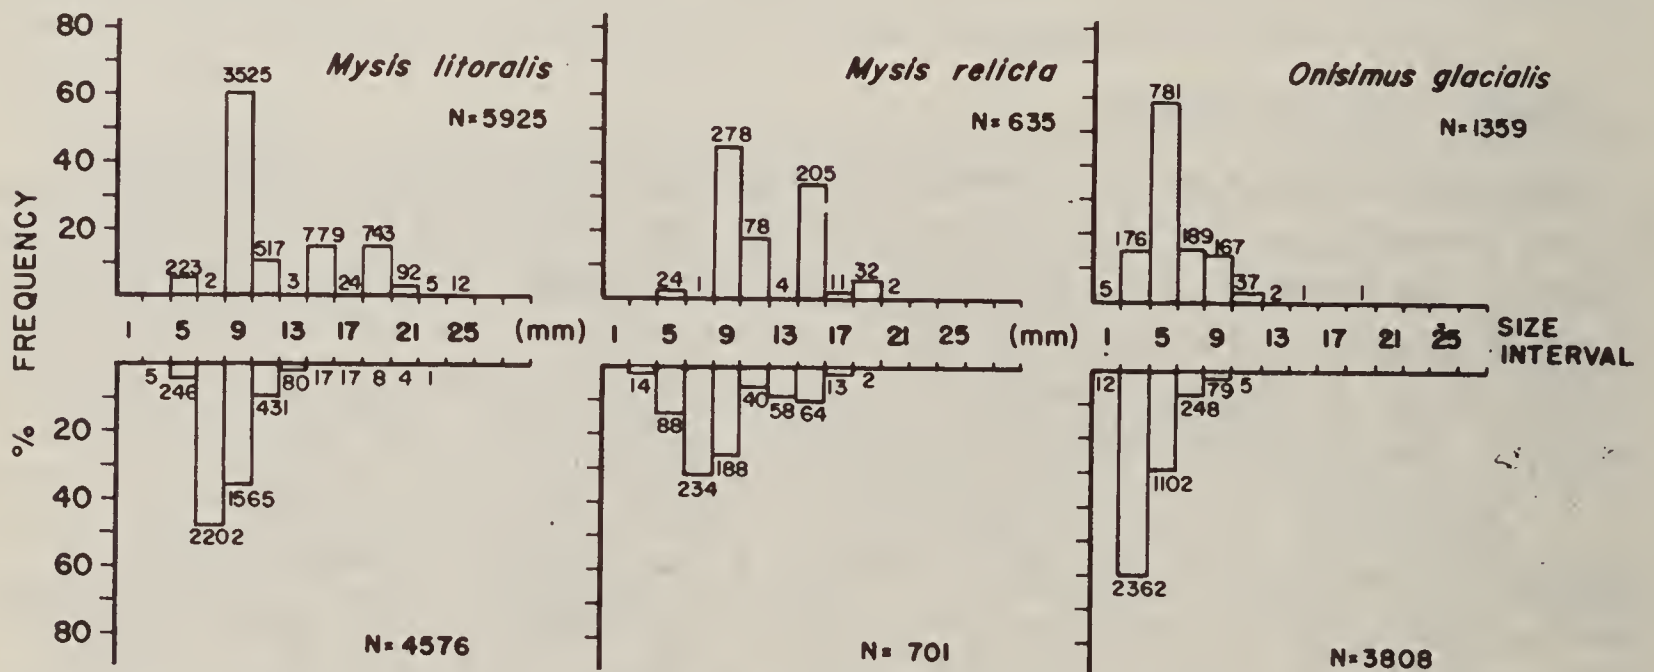 80
60
40
20
% FREQUENCY
Mysis litoralis
N=5925
223 2 3525 517 3 779 24 743 92 5 12
1 5 9 13 17 21 25 (mm)
5 246 2202 1565 431 80 17 17 8 4 1
20
40
60
80
N=4576
Mysis relicta
N=635
24 1 278 78 4 205 11 32 2
1 5 9 13 17 21 25 (mm)
14 88 234 188 40 58 64 13 2
N=701
Onisimus glacialis
N=1359
5 176 781 189 167 37 2 1 1
1 5 9 13 17 21 25
SIZE
INTERVAL
12 2362 1102 248 79 5
N=3808